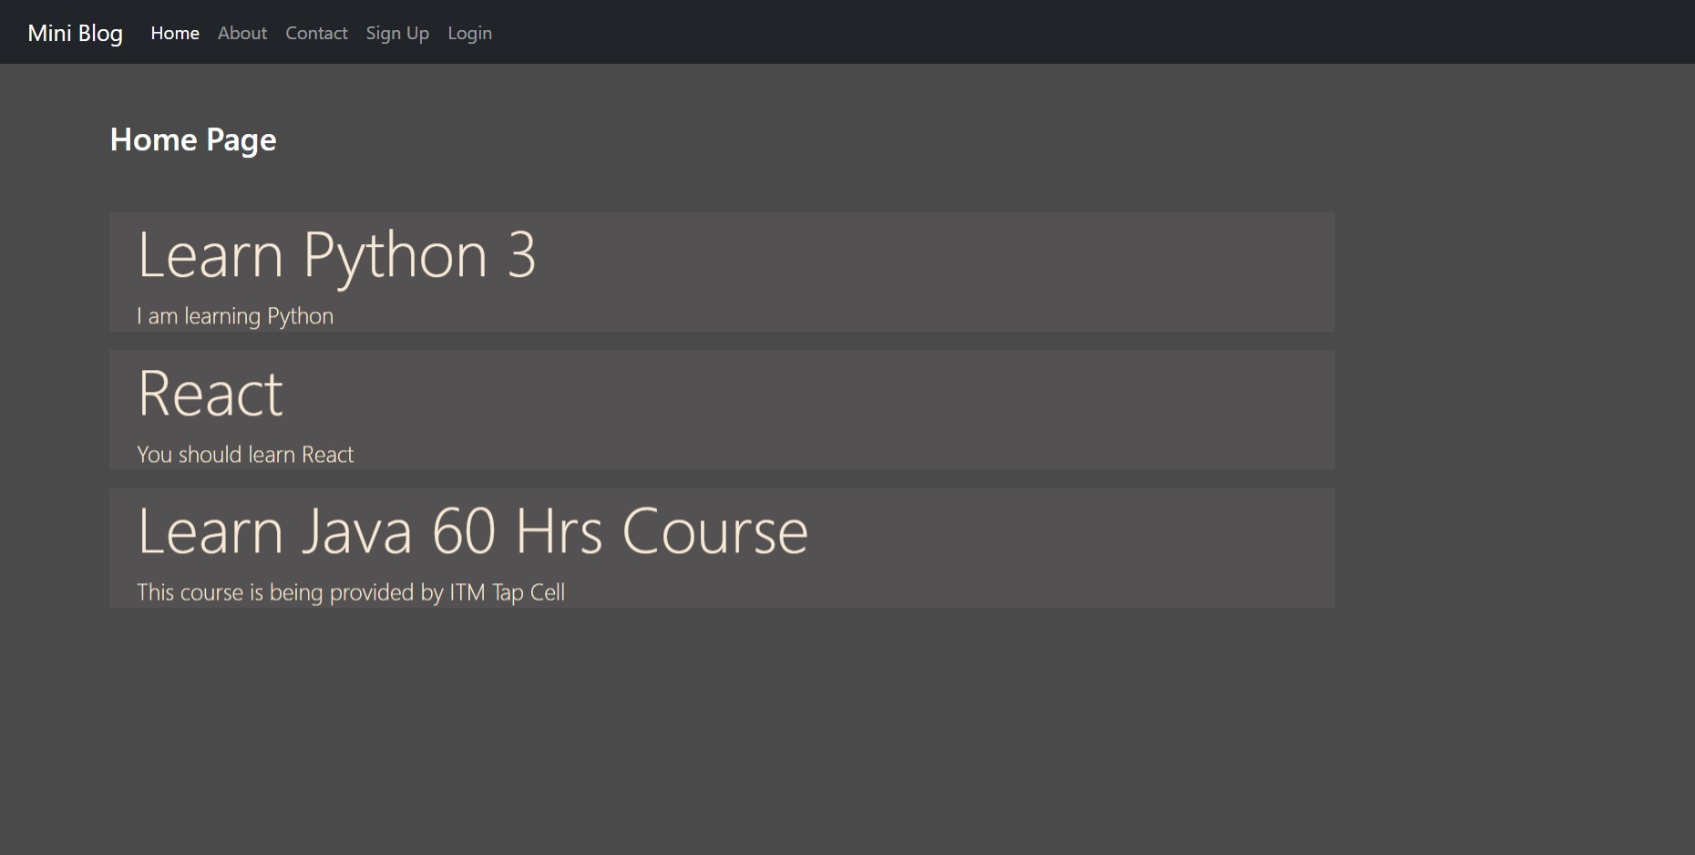 Mini Blog Home About Contact Sign Up Login
Home Page
Learn Python 3
I am learning Python
React
You should learn React
Learn Java 60 Hrs Course
This course is being provided by ITM Tap Cell